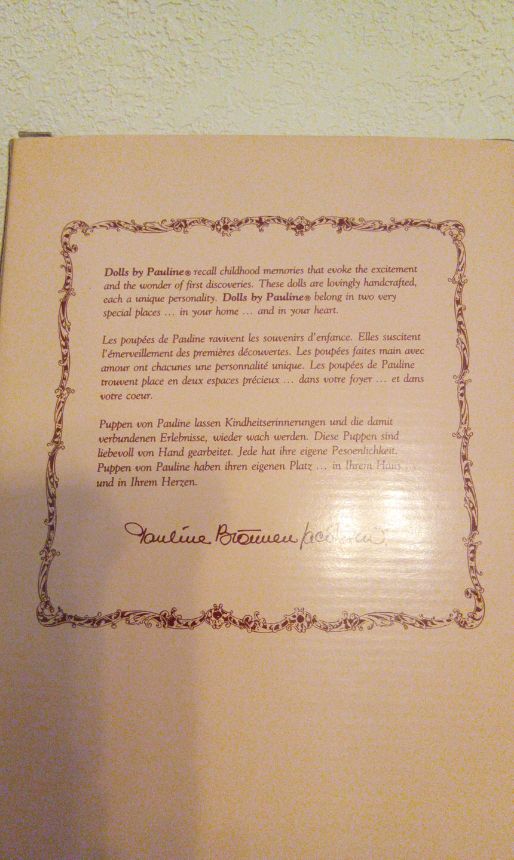 Dolls by Pauline® recall childhood memories that evoke the excitement
and the wonder of first discoveries. These dolls are lovingly handcrafted,
each a unique personality. Dolls by Pauline® belong in two very
special places ... in your home ... and in your heart.
Les poupées de Pauline ravivent les souvenirs d'enfance. Elles suscitent
l'émerveillement des premières découvertes. Les poupées faites main avec
amour ont chacunes une personnalité unique. Les poupées de Pauline
trouvent place en deux espaces précieux ... dans votre foyer ... et dans
votre coeur.
Puppen von Pauline lassen Kindheitserinnerungen und die damit
verbundenen Erlebnisse, wieder wach werden. Diese Puppen sind
liebevoll von Hand gearbeitet. Jede hat ihre eigene Pesoenlichkeit.
Puppen von Pauline haben ihren eigenen Platz ... in Ihrem Haus ...
und in Ihrem Herzen.
Pauline